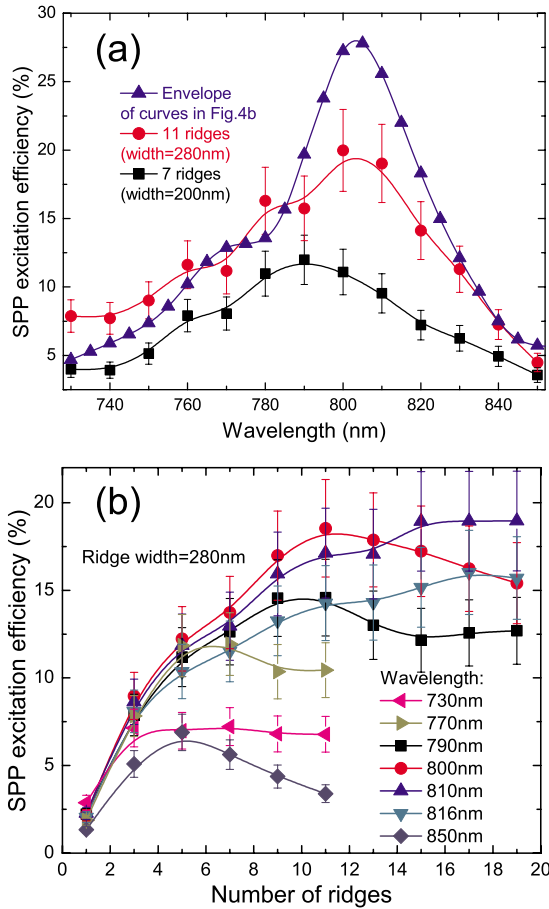 (a)
SPP excitation efficiency (%)
30
25
20
15
10
5
Envelope
of curves in Fig.4b
11 ridges
(width=280nm)
7 ridges
(width=200nm)
740 760 780 800 820 840
Wavelength (nm)
(b)
SPP excitation efficiency (%)
20
15
10
5
0
Ridge width=280nm
Wavelength:
730nm
770nm
790nm
800nm
810nm
816nm
850nm
0 2 4 6 8 10 12 14 16 18 20
Number of ridges